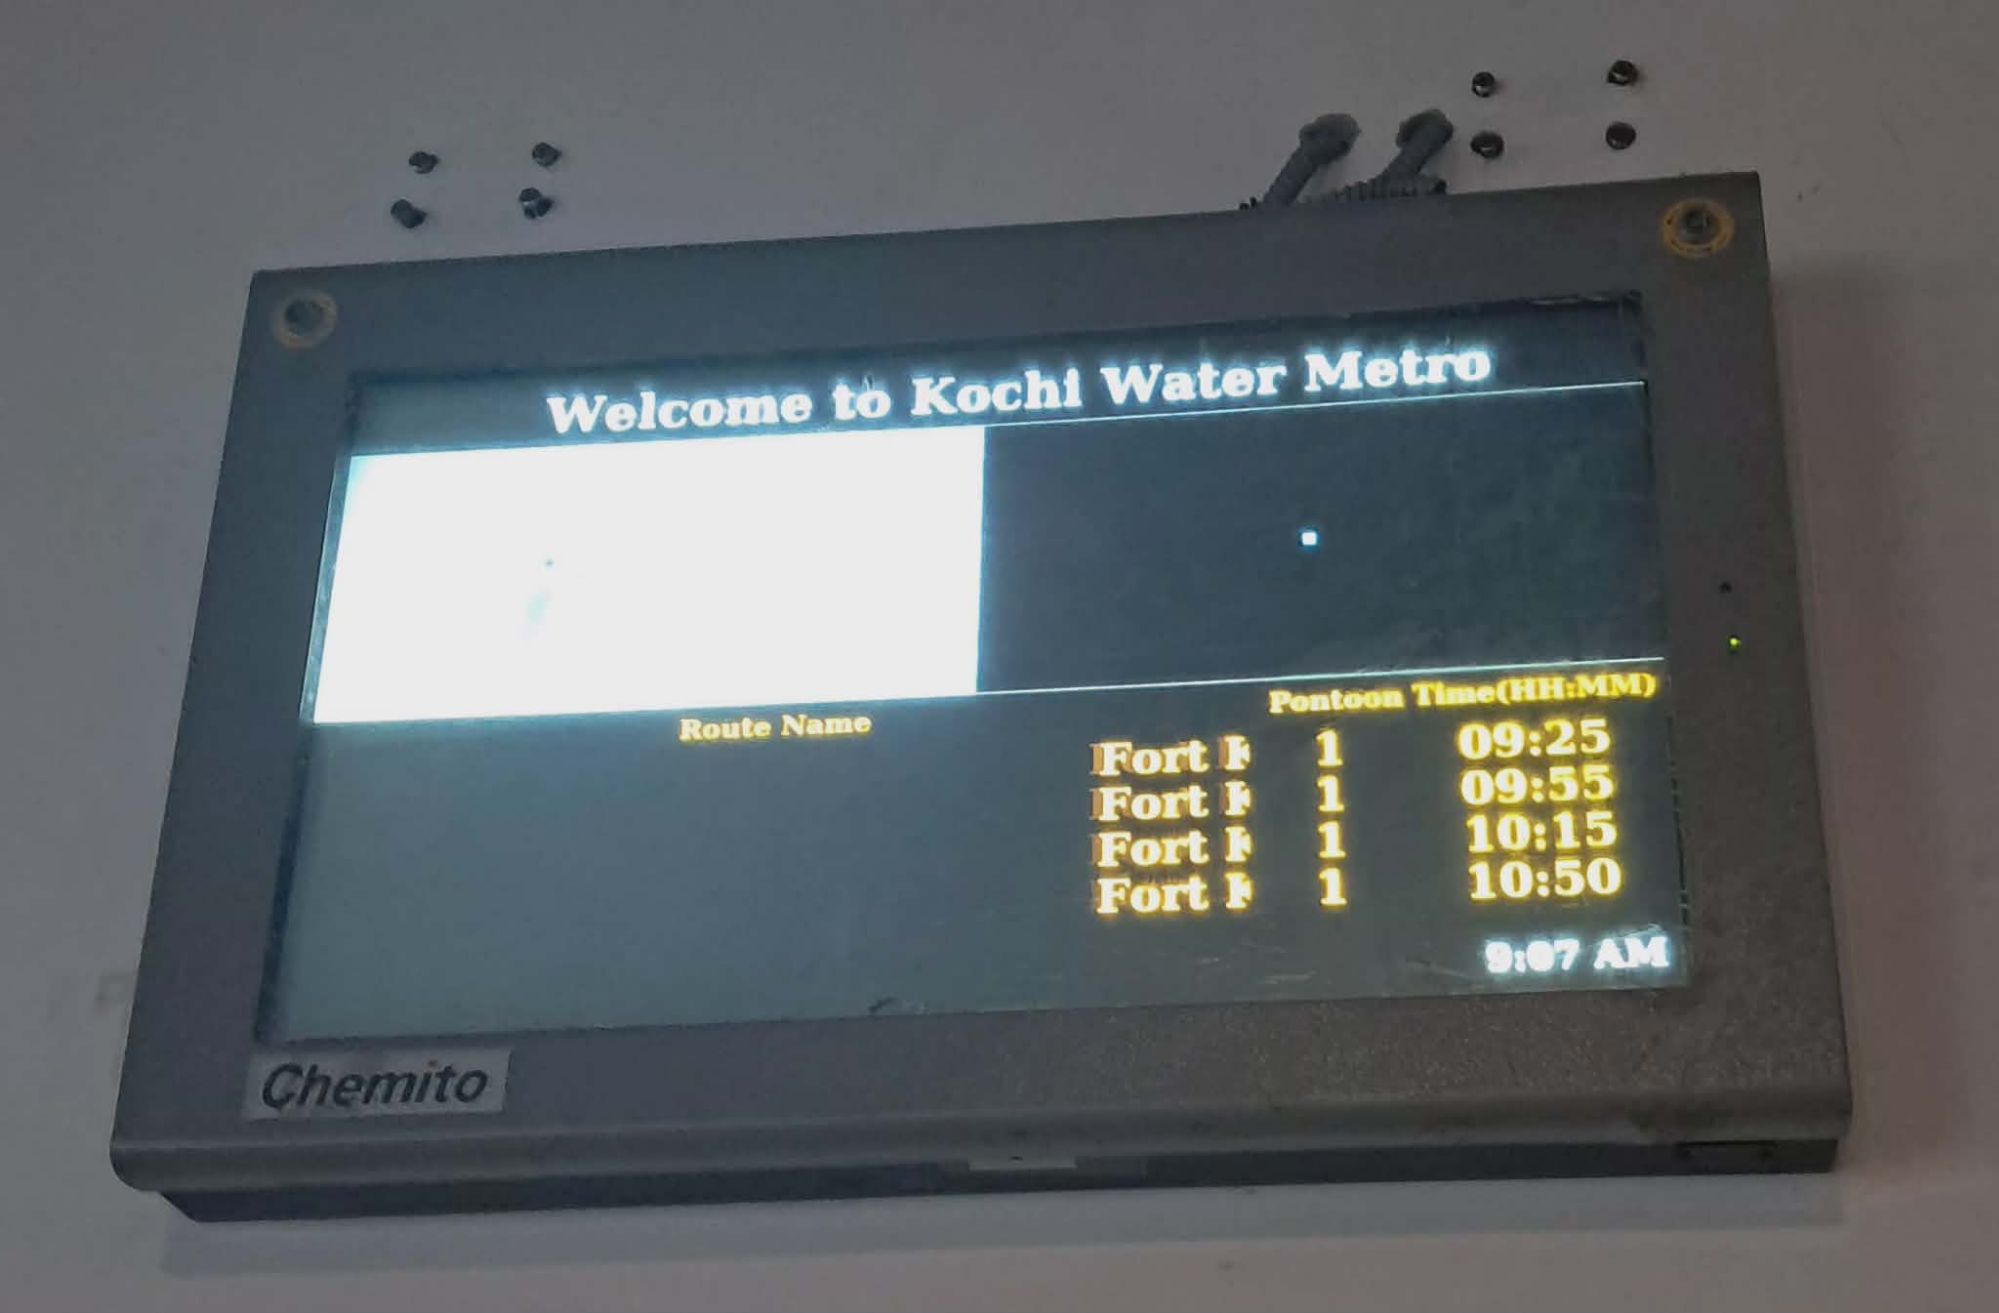 Welcome to Kochi Water Metro
Route Name Pontoon Time(HH:MM)
Fort K 1 09:25
Fort K 1 09:55
Fort K 1 10:15
Fort K 1 10:50
9:07 AM
Chemito